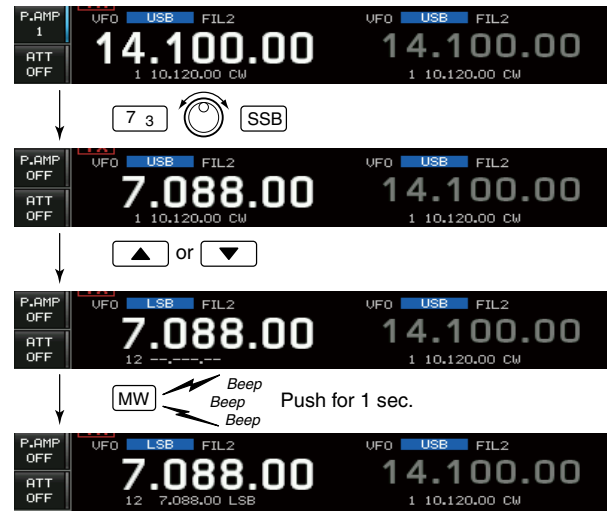 P.AMP VFO USB FIL2 VFO USB FIL2
1 14.100.00 14.100.00
ATT
OFF 1 10.120.00 CW 1 10.120.00 CW
7 3 SSB
P.AMP VFO USB FIL2 VFO USB FIL2
OFF 7.088.00 14.100.00
ATT
OFF 1 10.120.00 CW 1 10.120.00 CW
▲ or ▼
P.AMP VFO LSB FIL2 VFO USB FIL2
OFF 7.088.00 14.100.00
ATT
OFF 12 --.---.-- 1 10.120.00 CW
MW Beep Beep Beep Push for 1 sec.
P.AMP VFO LSB FIL2 VFO USB FIL2
OFF 7.088.00 14.100.00
ATT
OFF 12 7.088.00 LSB 1 10.120.00 CW